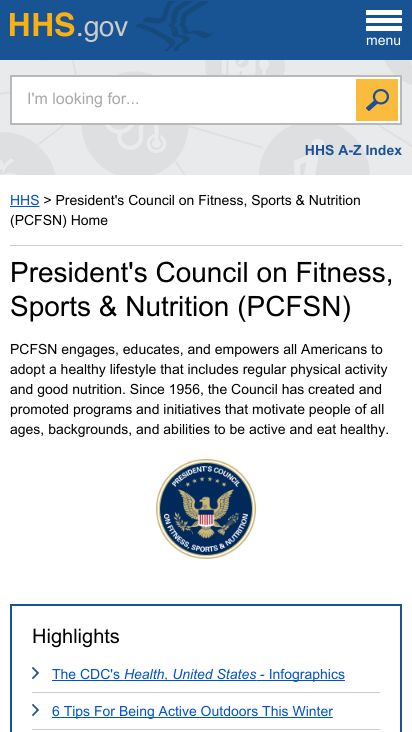 HHS.gov
menu
I'm looking for...
HHS A-Z Index
HHS > President's Council on Fitness, Sports & Nutrition
(PCFSN) Home
President's Council on Fitness,
Sports & Nutrition (PCFSN)
PCFSN engages, educates, and empowers all Americans to
adopt a healthy lifestyle that includes regular physical activity
and good nutrition. Since 1956, the Council has created and
promoted programs and initiatives that motivate people of all
ages, backgrounds, and abilities to be active and eat healthy.
PRESIDENT'S COUNCIL
ON FITNESS, SPORTS & NUTRITION
Highlights
The CDC's Health, United States - Infographics
6 Tips For Being Active Outdoors This Winter